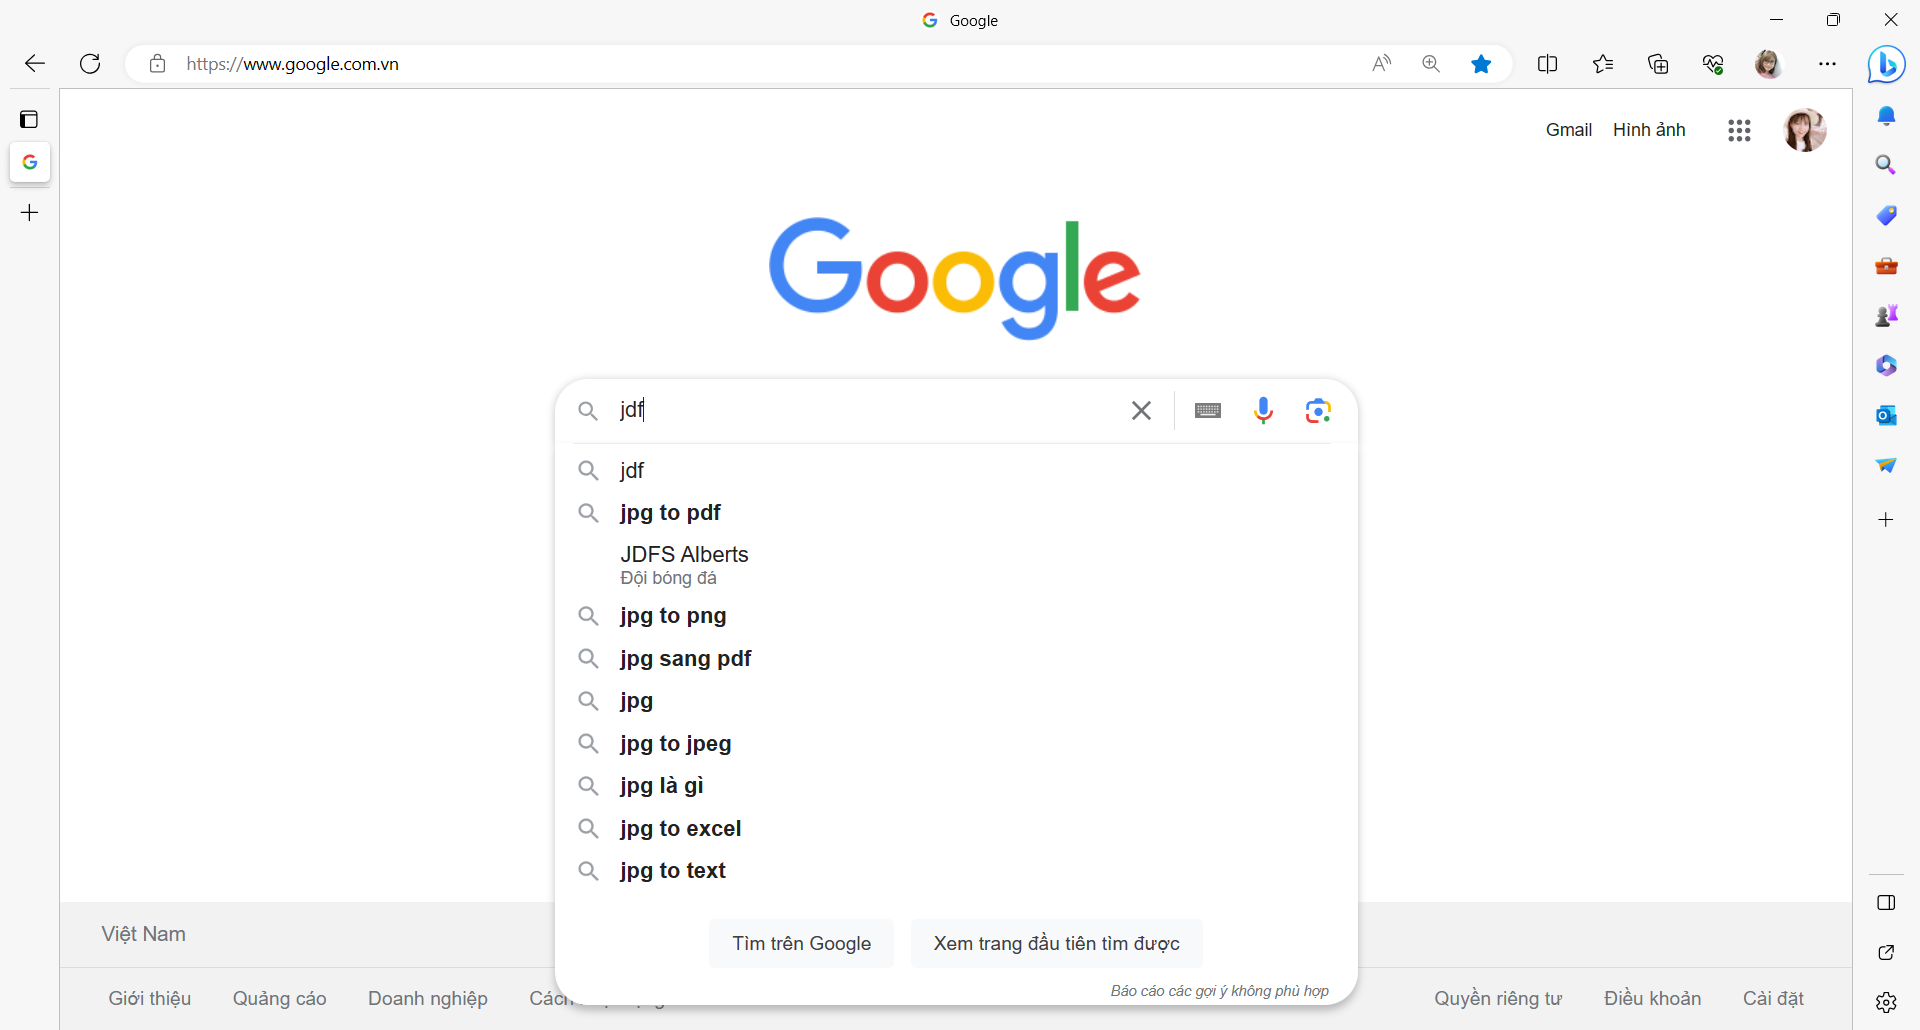 Google
https://www.google.com.vn
Gmail Hình ảnh
Google
jdf
jdf
jpg to pdf
JDFS Alberts
Đội bóng đá
jpg to png
jpg sang pdf
jpg
jpg to jpeg
jpg là gì
jpg to excel
jpg to text
Tìm trên Google Xem trang đầu tiên tìm được
Báo cáo các gợi ý không phù hợp
Việt Nam
Giới thiệu Quảng cáo Doanh nghiệp Quyền riêng tư Điều khoản Cài đặt